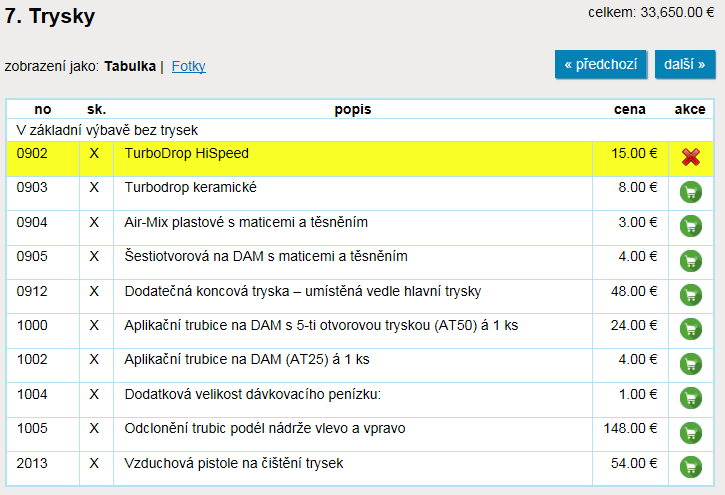 7. Trysky
celkem: 33,650.00 €
zobrazení jako: Tabulka | Fotky
« předchozí
další »
no sk. popis cena akce
V základní výbavě bez trysek
0902 X TurboDrop HiSpeed 15.00 €
0903 X Turbodrop keramické 8.00 €
0904 X Air-Mix plastové s maticemi a těsněním 3.00 €
0905 X Šestiotvorová na DAM s maticemi a těsněním 4.00 €
0912 X Dodatečná koncová tryska – umístěná vedle hlavní trysky 48.00 €
1000 X Aplikační trubice na DAM s 5-ti otvorovou tryskou (AT50) á 1 ks 24.00 €
1002 X Aplikační trubice na DAM (AT25) á 1 ks 4.00 €
1004 X Dodatková velikost dávkovacího penízku: 1.00 €
1005 X Odclonění trubic podél nádrže vlevo a vpravo 148.00 €
2013 X Vzduchová pistole na čištění trysek 54.00 €